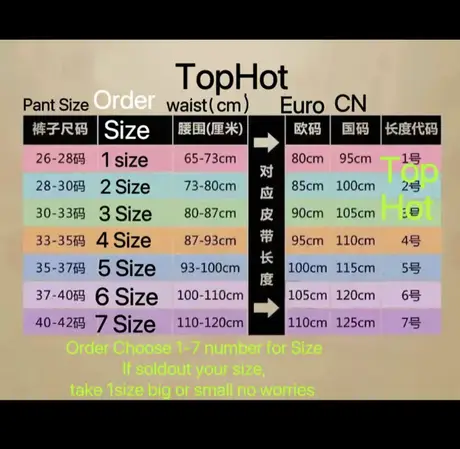 TopHot
Pant Size Order waist(cm) Euro CN
裤子尺码 Size 腰围(厘米) 欧码 国码 长度代码
26-28码 1 size 65-73cm 80cm 95cm 1号
28-30码 2 Size 73-80cm 85cm 100cm 2号
30-33码 3 Size 80-87cm 90cm 105cm 3号
33-35码 4 Size 87-93cm 95cm 110cm 4号
35-37码 5 Size 93-100cm 100cm 115cm 5号
37-40码 6 Size 100-110cm 105cm 120cm 6号
40-42码 7 Size 110-120cm 110cm 125cm 7号
对应皮带长度
Top
Hot
Order Choose 1-7 number for Size
If soldout your size,
take 1size big or small no worries